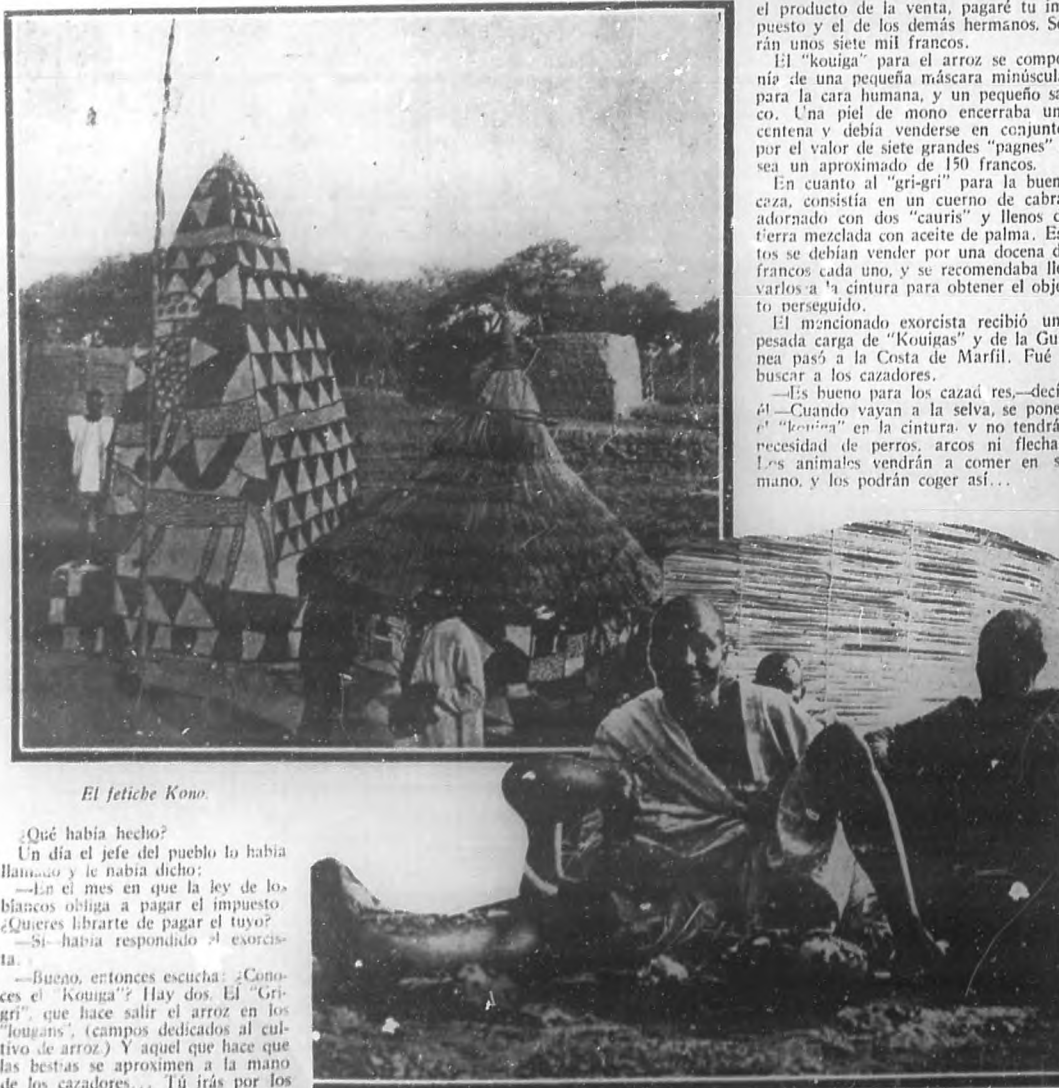 El fetiche Kono.
¿Qué había hecho?
Un día el jefe del pueblo lo había
llamado y le había dicho:
—En el mes en que la ley de los
blancos obliga a pagar el impuesto.
¿Quieres librarte de pagar el tuyo?
—Si—había respondido el exorcis-
ta.
—Bueno, entonces escucha: ¿Cono-
ces el "Kouiga"? Hay dos. El "Gri-
gri", que hace salir el arroz en los
"lougans", (campos dedicados al cul-
tivo de arroz.) Y aquel que hace que
las bestias se aproximen a la mano
de los cazadores... Tú irás por los
el producto de la venta, pagaré tu im
puesto y el de los demás hermanos. Se
rán unos siete mil francos.
El "kouiga" para el arroz se compo
nía de una pequeña máscara minúscul
para la cara humana, y un pequeño sa
co. Una piel de mono encerraba un
centena y debía venderse en conjunto
por el valor de siete grandes "pagnes"
sea un aproximado de 150 francos.
En cuanto al "gri-gri" para la buen
caza, consistía en un cuerno de cabra
adornado con dos "cauris" y llenos d
tierra mezclada con aceite de palma. Es
tos se debían vender por una docena d
francos cada uno, y se recomendaba lle
varlos a la cintura para obtener el obje
to perseguido.
El mencionado exorcista recibió un
pesada carga de "Kouigas" y de la Gui
nea pasó a la Costa de Marfil. Fué
buscar a los cazadores.
—Es bueno para los cazad res,—decí
él—Cuando vayan a la selva, se pone
el "kouiga" en la cintura y no tendrá
necesidad de perros, arcos ni flecha
Los animales vendrán a comer en s
mano, y los podrán coger así...